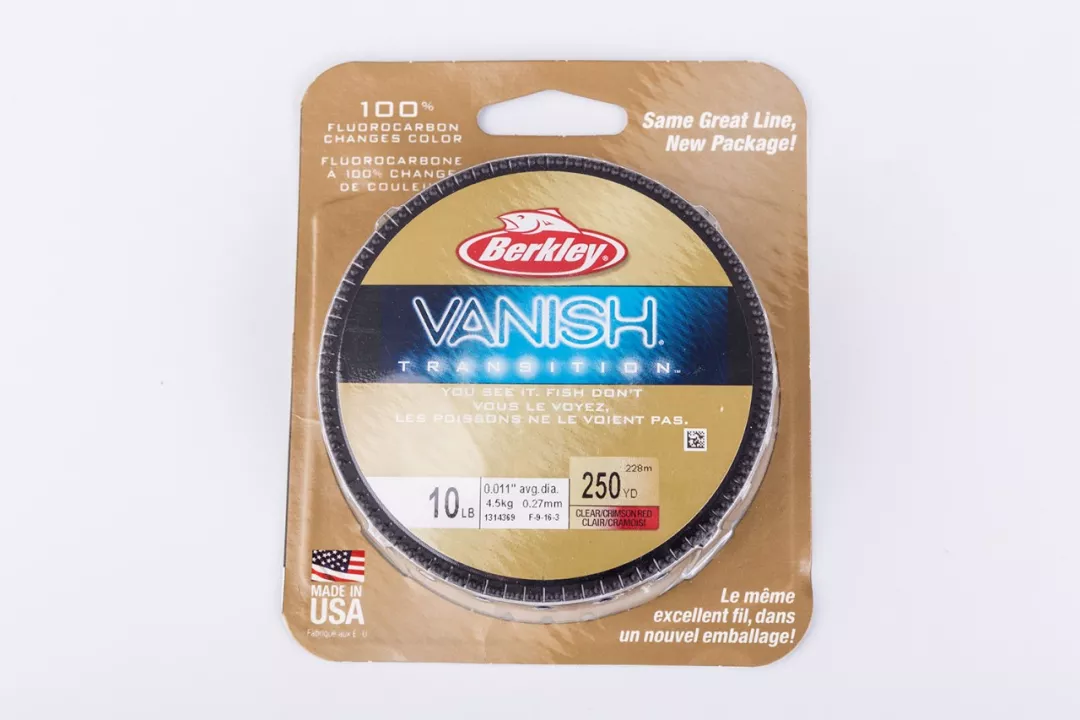 100%
FLUOROCARBON
CHANGES COLOR
FLUOROCARBONE
À 100% CHANGE
DE COULEUR
Same Great Line,
New Package!
Berkley®
VANISH®
TRANSITION™
YOU SEE IT. FISH DON'T
VOUS LE VOYEZ,
LES POISSONS NE LE VOIENT PAS.
10 LB
0.011" avg.dia.
4.5kg 0.27mm
1314369 F-9-16-3
228m
250 YD
CLEAR/CRIMSON RED
CLAIR/CRAMOISI
MADE IN
USA
Fabriqué aux É.-U
Le même
excellent fil, dans
un nouvel emballage!